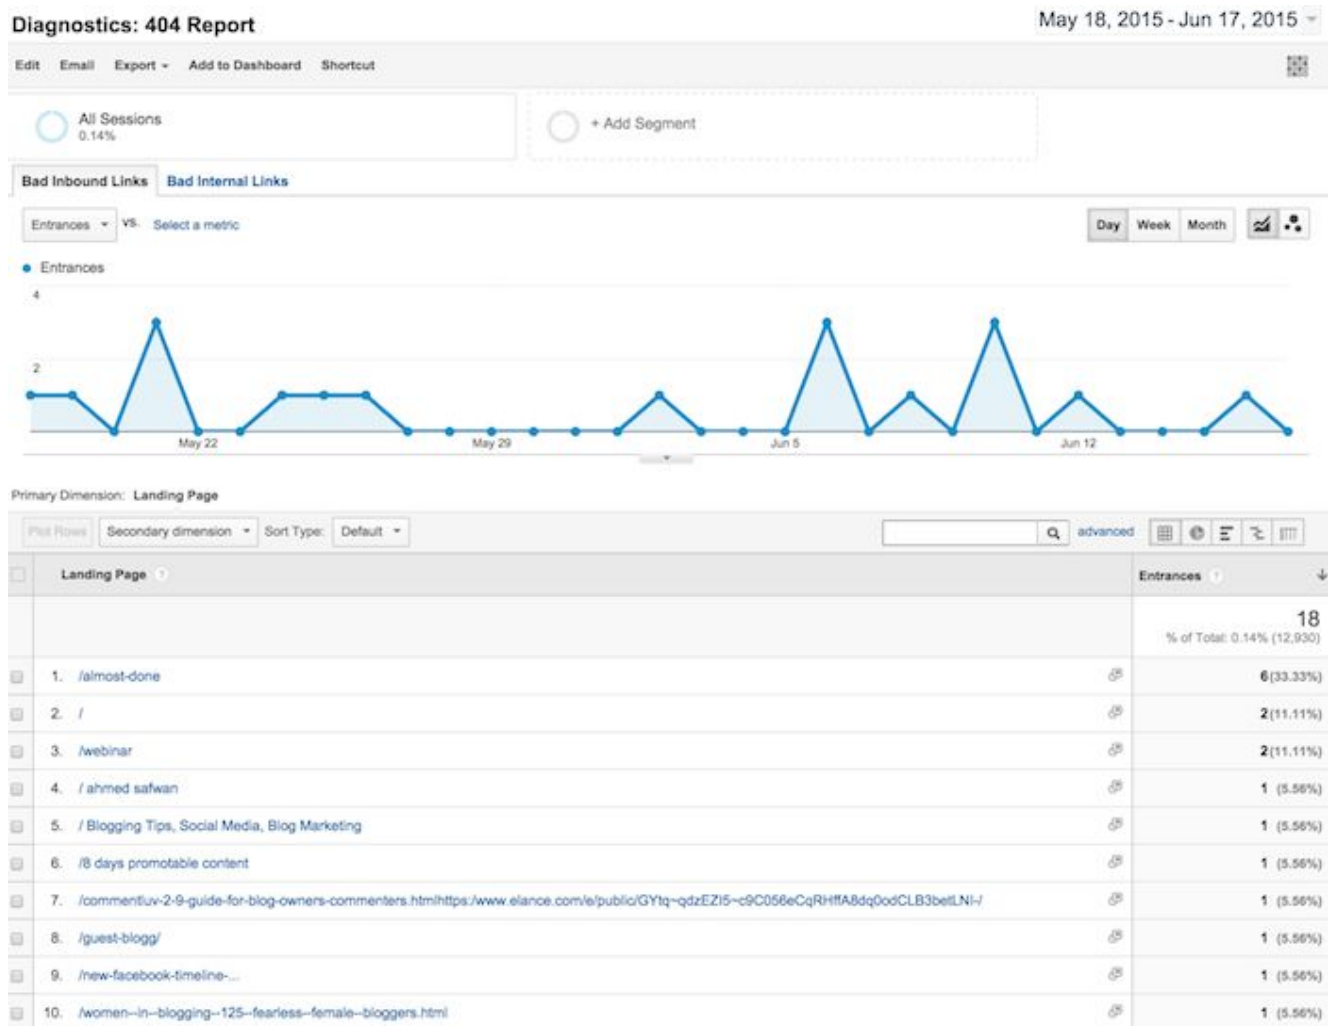 Diagnostics: 404 Report
May 18, 2015 - Jun 17, 2015
Edit Email Export Add to Dashboard Shortcut
All Sessions
0.14%
+ Add Segment
Bad Inbound Links Bad Internal Links
Entrances VS. Select a metric
Day Week Month
Entrances
4
2
May 22 May 29 Jun 5 Jun 12
Primary Dimension: Landing Page
Plot Rows Secondary dimension Sort Type: Default advanced
Landing Page ? Entrances ?
18
% of Total: 0.14% (12,930)
1. /almost-done 6 (33.33%)
2. / 2 (11.11%)
3. /webinar 2 (11.11%)
4. / ahmed safwan 1 (5.56%)
5. / Blogging Tips, Social Media, Blog Marketing 1 (5.56%)
6. /8 days promotable content 1 (5.56%)
7. /commentluv-2-9-guide-for-blog-owners-commenters.htmlhttps:/www.elance.com/e/public/GYtq~qdzEZI5~c9C056eCqRHffA8dq0odCLB3betLNI-/ 1 (5.56%)
8. /guest-blogg/ 1 (5.56%)
9. /new-facebook-timeline-... 1 (5.56%)
10. /women--in--blogging--125--fearless--female--bloggers.html 1 (5.56%)